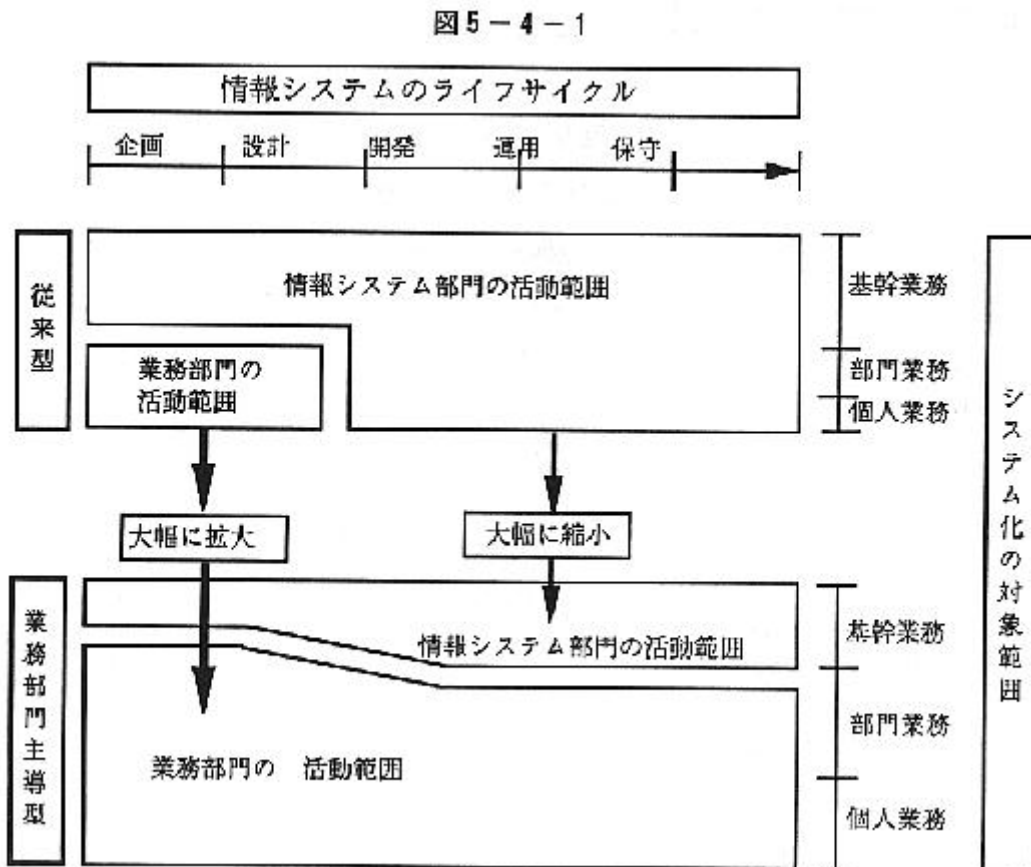 図5－4－1
情報システムのライフサイクル
企画 設計 開発 運用 保守
従来型
情報システム部門の活動範囲
業務部門の
活動範囲
基幹業務
部門業務
個人業務
大幅に拡大
大幅に縮小
業務部門主導型
情報システム部門の活動範囲
業務部門の 活動範囲
基幹業務
部門業務
個人業務
システム化の対象範囲